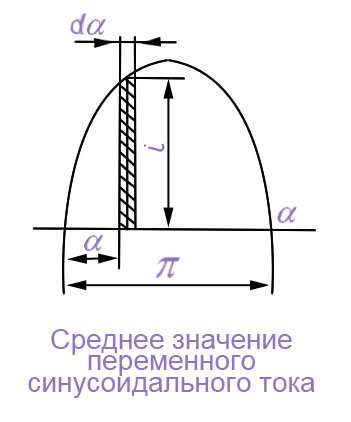 dα
i
α
α
π
Среднее значение
переменного
синусоидального тока